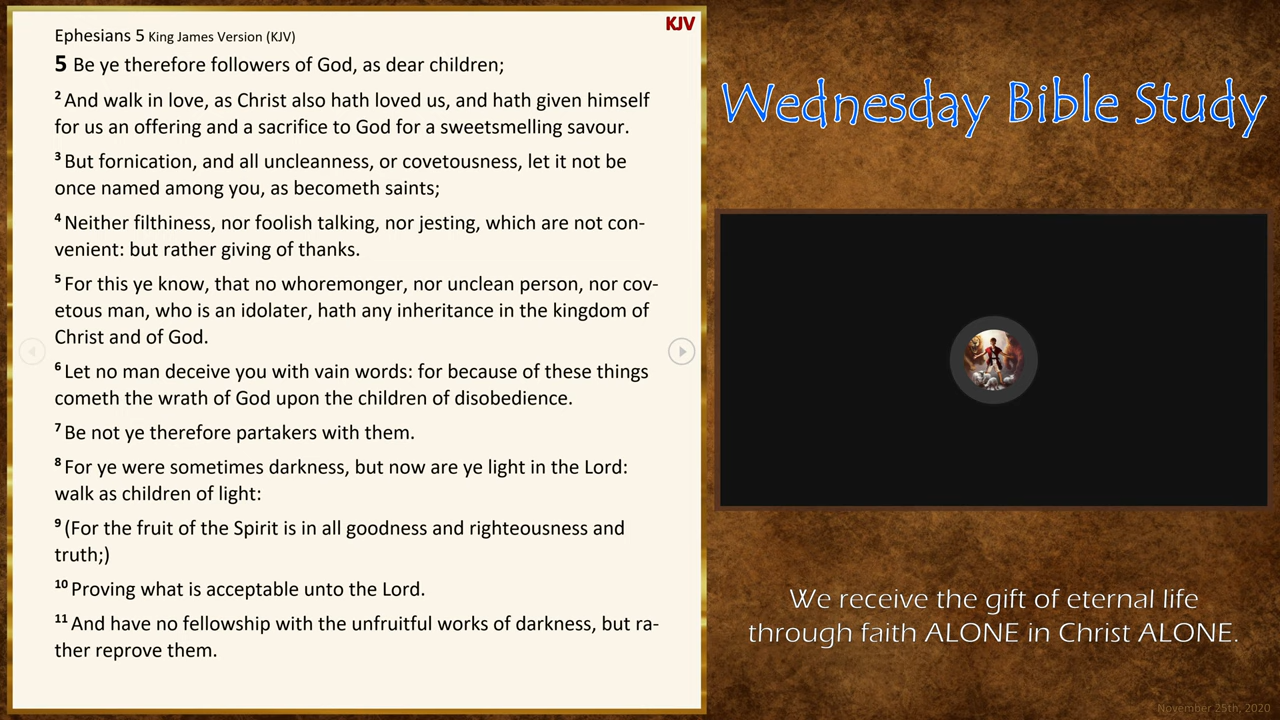 KJV
Ephesians 5 King James Version (KJV)
5 Be ye therefore followers of God, as dear children;
2 And walk in love, as Christ also hath loved us, and hath given himself
for us an offering and a sacrifice to God for a sweetsmelling savour.
3 But fornication, and all uncleanness, or covetousness, let it not be
once named among you, as becometh saints;
4 Neither filthiness, nor foolish talking, nor jesting, which are not con-
venient: but rather giving of thanks.
5 For this ye know, that no whoremonger, nor unclean person, nor cov-
etous man, who is an idolater, hath any inheritance in the kingdom of
Christ and of God.
6 Let no man deceive you with vain words: for because of these things
cometh the wrath of God upon the children of disobedience.
7 Be not ye therefore partakers with them.
8 For ye were sometimes darkness, but now are ye light in the Lord:
walk as children of light:
9 (For the fruit of the Spirit is in all goodness and righteousness and
truth;)
10 Proving what is acceptable unto the Lord.
11 And have no fellowship with the unfruitful works of darkness, but ra-
ther reprove them.
Wednesday Bible Study
We receive the gift of eternal life
through faith ALONE in Christ ALONE.
November 25th, 2020